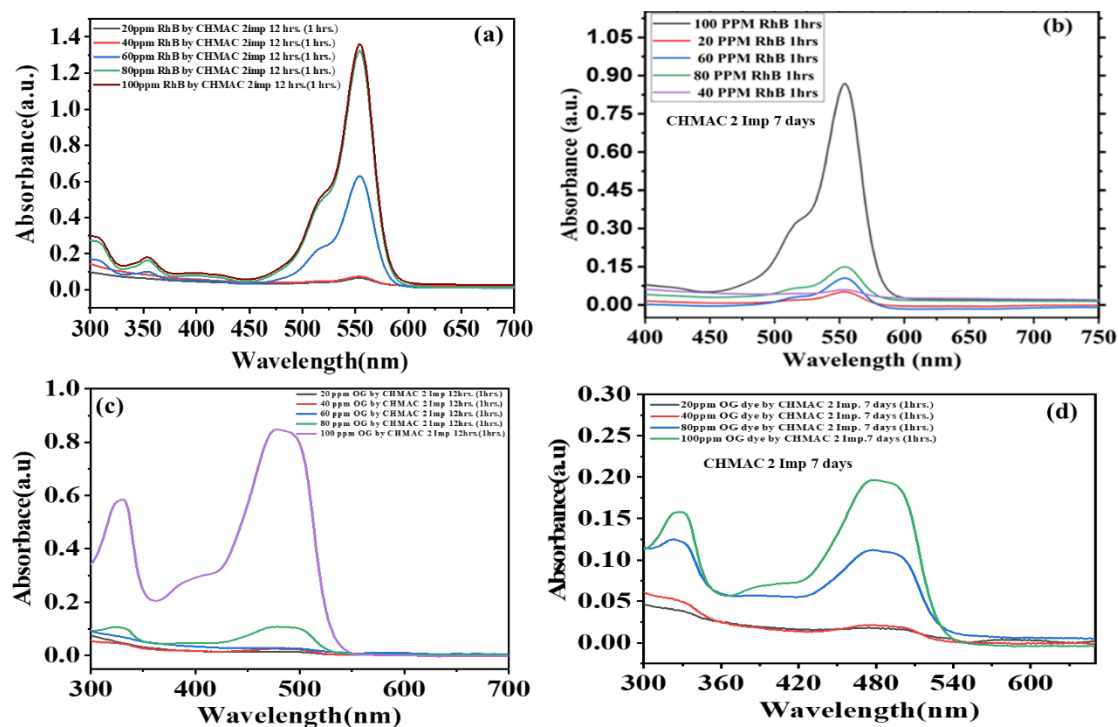 (a)
20ppm RhB by CHMAC 2imp 12 hrs. (1 hrs.)
40ppm RhB by CHMAC 2imp 12 hrs.(1 hrs.)
60ppm RhB by CHMAC 2imp 12 hrs.(1 hrs.)
80ppm RhB by CHMAC 2imp 12 hrs.(1 hrs.)
100ppm RhB by CHMAC 2imp 12 hrs.(1 hrs.)
Absorbance(a.u.)
1.4
1.2
1.0
0.8
0.6
0.4
0.2
0.0
300 350 400 450 500 550 600 650 700
Wavelength(nm)
(b)
100 PPM RhB 1hrs
20 PPM RhB 1hrs
60 PPM RhB 1hrs
80 PPM RhB 1hrs
40 PPM RhB 1hrs
CHMAC 2 Imp 7 days
Absorbance (a.u.)
1.05
0.90
0.75
0.60
0.45
0.30
0.15
0.00
400 450 500 550 600 650 700 750
Wavelength (nm)
(c)
20 ppm OG by CHMAC 2 Imp 12hrs. (1hrs.)
40 ppm OG by CHMAC 2 Imp 12hrs.(1hrs.)
60 ppm OG by CHMAC 2 Imp 12hrs.(1hrs.)
80 ppm OG by CHMAC 2 Imp 12hrs.(1hrs.)
100 ppm OG by CHMAC 2 Imp 12hrs.(1hrs.)
Absorbacce(a.u)
1.0
0.8
0.6
0.4
0.2
0.0
300 400 500 600 700
Wavelength(nm)
(d)
20ppm OG dye by CHMAC 2 Imp. 7 days (1hrs.)
40ppm OG dye by CHMAC 2 Imp. 7 days (1hrs.)
80ppm OG dye by CHMAC 2 Imp. 7 days (1hrs.)
100ppm OG dye by CHMAC 2 Imp.7 days (1hrs.)
CHMAC 2 Imp 7 days
Absorbance(a.u)
0.30
0.25
0.20
0.15
0.10
0.05
0.00
300 360 420 480 540 600
Wavelength(nm)